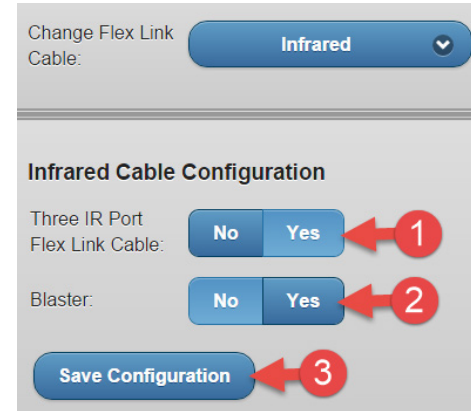 Change Flex Link
Cable:
Infrared
Infrared Cable Configuration
Three IR Port
Flex Link Cable:
No Yes
1
Blaster:
No Yes
2
Save Configuration
3